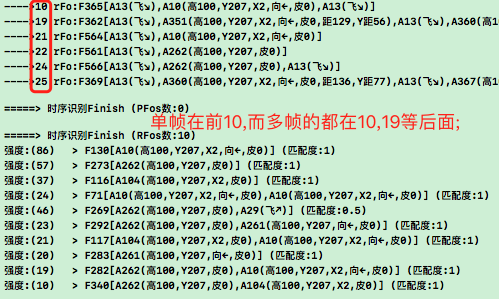 ---->10 rFo:F365[A13(飞↘),A10(高100,Y207,X2,向←,皮0),A13(飞↘)]
---->19 rFo:F362[A13(飞↘),A351(高100,Y207,X2,向←,皮0,距129,Y距56),A13(飞↘),A360(高1
---->21 rFo:F564[A13(飞↘),A10(高100,Y207,X2,向←,皮0)]
---->22 rFo:F561[A13(飞↘),A262(高100,Y207,皮0)]
---->24 rFo:F566[A13(飞↘),A262(高100,Y207,皮0),A13(飞↘)]
---->25 rFo:F369[A13(飞↘),A360(高100,Y207,X2,向←,皮0,距136,Y距77),A13(飞↘),A367(高1
=====> 时序识别Finish (PFos数:0)
单帧在前10,而多帧的都在10,19等后面;
=====> 时序识别Finish (RFos数:10)
强度:(86) > F130[A10(高100,Y207,X2,向←,皮0)] (匹配度:1)
强度:(57) > F273[A262(高100,Y207,皮0)] (匹配度:1)
强度:(37) > F116[A104(高100,Y207,X2,皮0)] (匹配度:1)
强度:(24) > F71[A10(高100,Y207,X2,向←,皮0),A10(高100,Y207,X2,向←,皮0)] (匹配度:1)
强度:(46) > F269[A262(高100,Y207,皮0),A29(飞↗)] (匹配度:0.5)
强度:(23) > F292[A262(高100,Y207,皮0),A261(高100,Y207,向←,皮0)] (匹配度:1)
强度:(21) > F117[A104(高100,Y207,X2,皮0),A10(高100,Y207,X2,向←,皮0)] (匹配度:1)
强度:(20) > F283[A261(高100,Y207,向←,皮0)] (匹配度:1)
强度:(19) > F282[A262(高100,Y207,皮0),A10(高100,Y207,X2,向←,皮0)] (匹配度:1)
强度:(10) > F340[A262(高100,Y207,皮0),A104(高100,Y207,X2,皮0)] (匹配度:1)